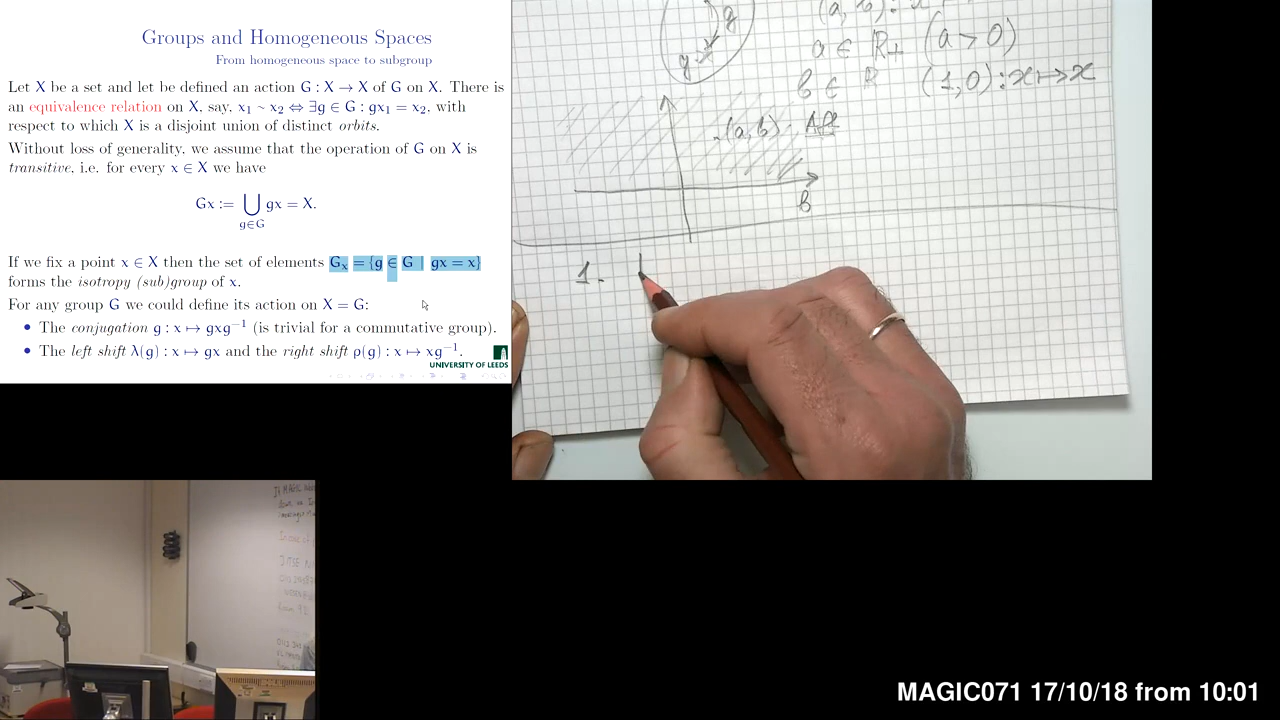 Groups and Homogeneous Spaces
From homogeneous space to subgroup
Let X be a set and let be defined an action G : X → X of G on X. There is
an equivalence relation on X, say, x₁ ~ x₂ ⇔ ∃g ∈ G : gx₁ = x₂, with
respect to which X is a disjoint union of distinct orbits.
Without loss of generality, we assume that the operation of G on X is
transitive, i.e. for every x ∈ X we have
Gx := ⋃ gx = X.
g∈G
If we fix a point x ∈ X then the set of elements Gₓ = {g ∈ G | gx = x}
forms the isotropy (sub)group of x.
For any group G we could define its action on X = G:
• The conjugation g : x ↦ gxg⁻¹ (is trivial for a commutative group).
• The left shift λ(g) : x ↦ gx and the right shift ρ(g) : x ↦ xg⁻¹.
UNIVERSITY OF LEEDS
g
y
(a, b):
a ∈ R+ (a > 0)
b ∈ R (1,0): x ↦ x
(a,b) Aff
b
1.
MAGIC071 17/10/18 from 10:01